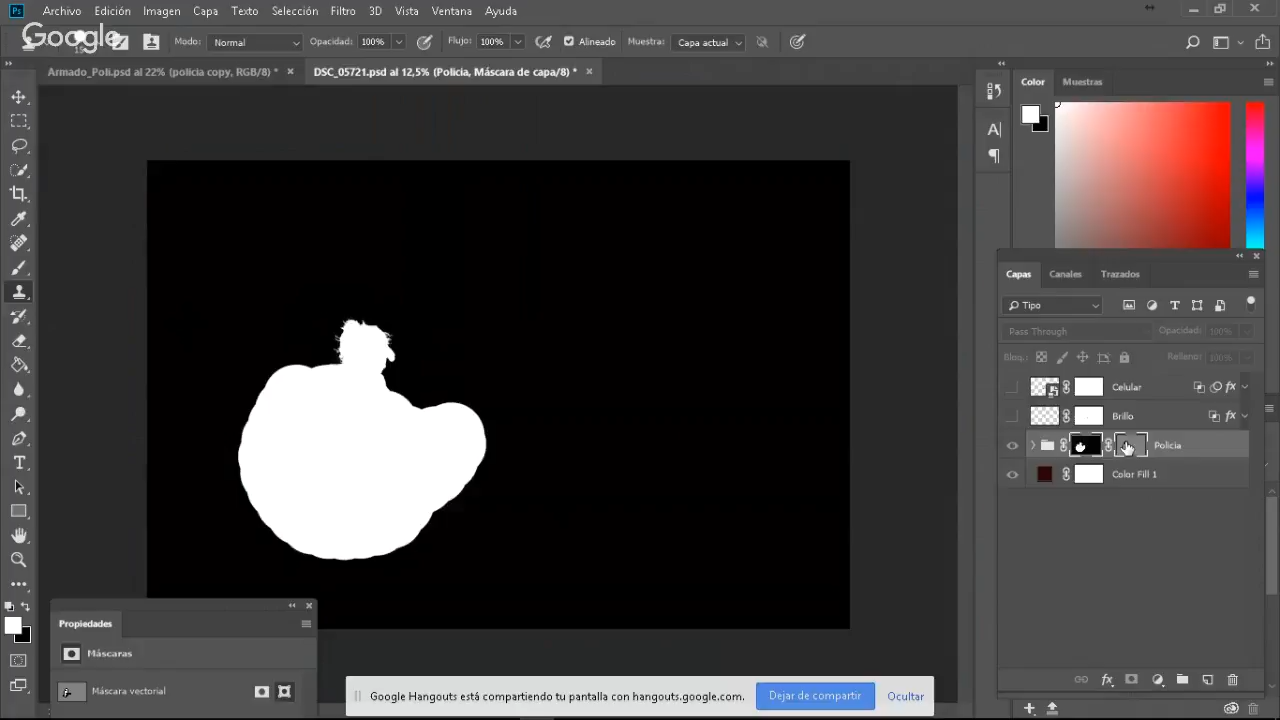 Ps Archivo Edición Imagen Capa Texto Selección Filtro 3D Vista Ventana Ayuda
Google
Modo: Normal Opacidad: 100% Flujo: 100% Alineado Muestra: Capa actual
Armado_Poli.psd al 22% (policia copy, RGB/8) * DSC_05721.psd al 12,5% (Policia, Máscara de capa/8) *
Color Muestras
Capas Canales Trazados
Tipo
Pass Through Opacidad: 100%
Bloq.: Relleno: 100%
Celular fx
Brillo fx
Policia
Color Fill 1
Propiedades
Máscaras
Máscara vectorial
Google Hangouts está compartiendo tu pantalla con hangouts.google.com. Dejar de compartir Ocultar